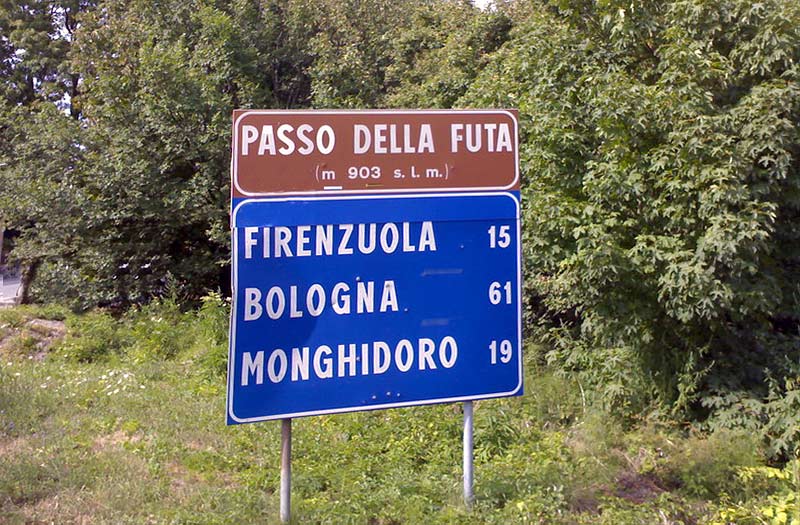 PASSO DELLA FUTA
(m 903 s.l.m.)
FIRENZUOLA 15
BOLOGNA 61
MONGHIDORO 19